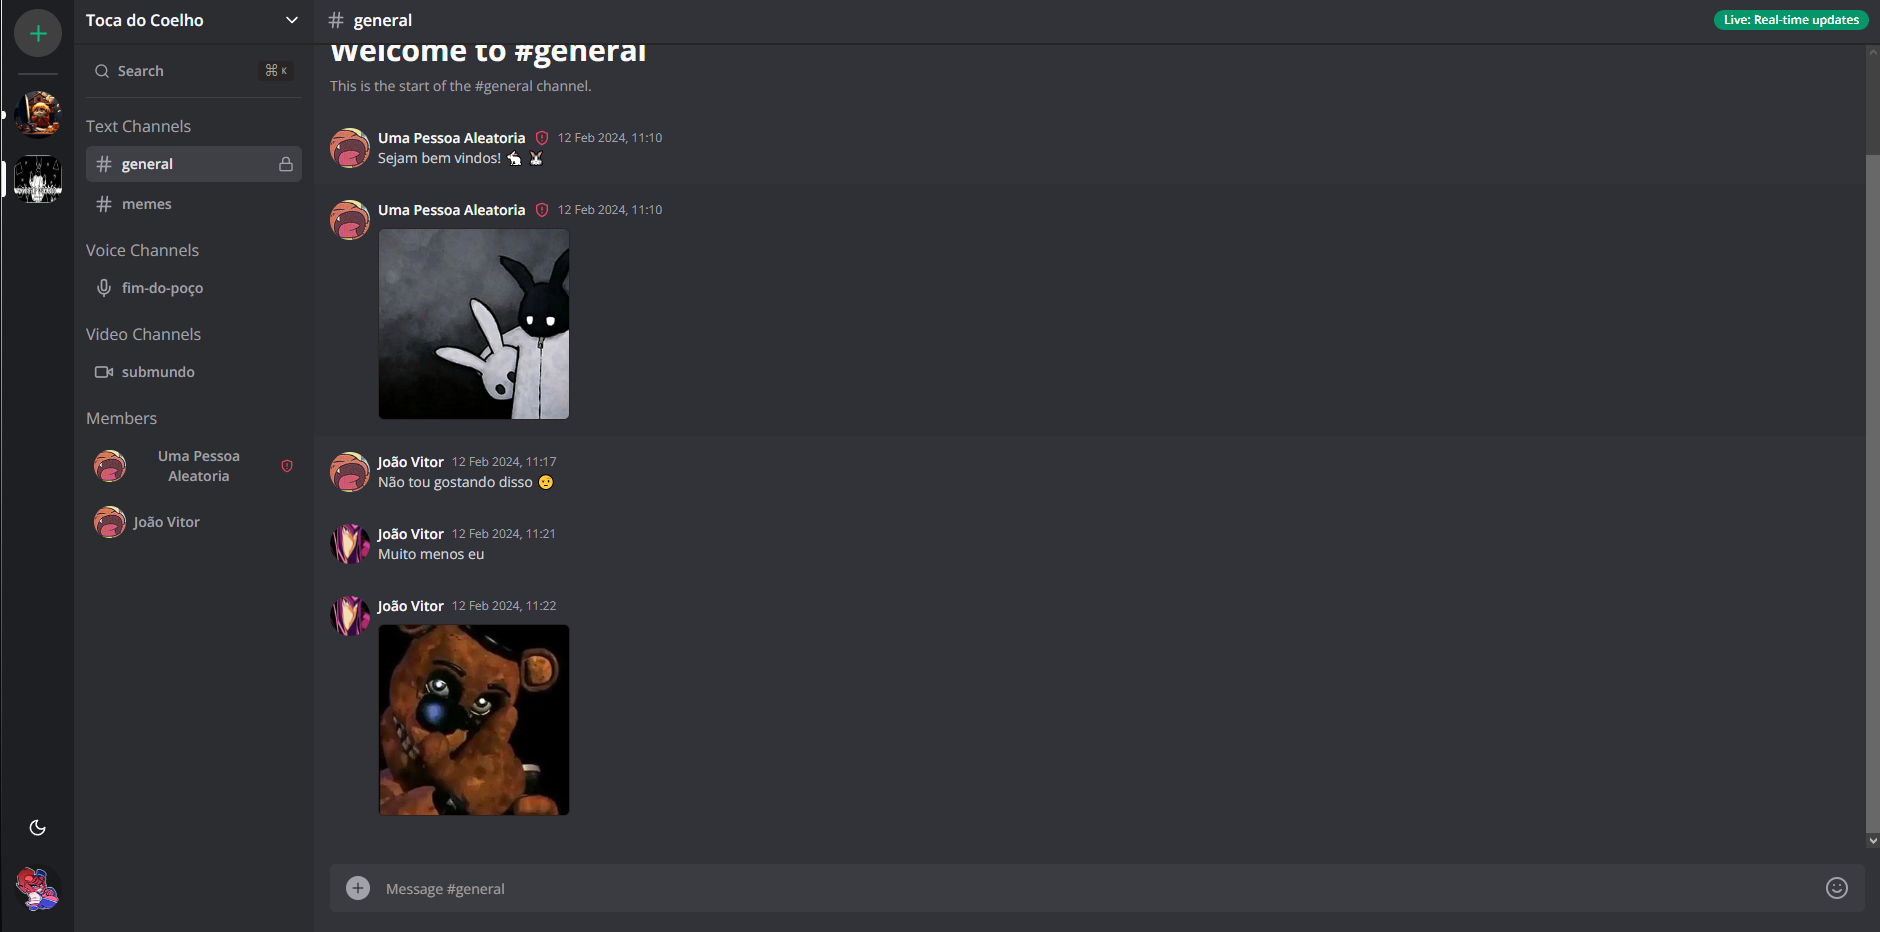 Toca do Coelho
Search
⌘ K
Text Channels
general
memes
Voice Channels
fim-do-poço
Video Channels
submundo
Members
Uma Pessoa
Aleatoria
João Vitor
# general
Live: Real-time updates
Welcome to #general
This is the start of the #general channel.
Uma Pessoa Aleatoria 12 Feb 2024, 11:10
Sejam bem vindos! 🐇 🐰
Uma Pessoa Aleatoria 12 Feb 2024, 11:10
João Vitor 12 Feb 2024, 11:17
Não tou gostando disso 🫤
João Vitor 12 Feb 2024, 11:21
Muito menos eu
João Vitor 12 Feb 2024, 11:22
Message #general